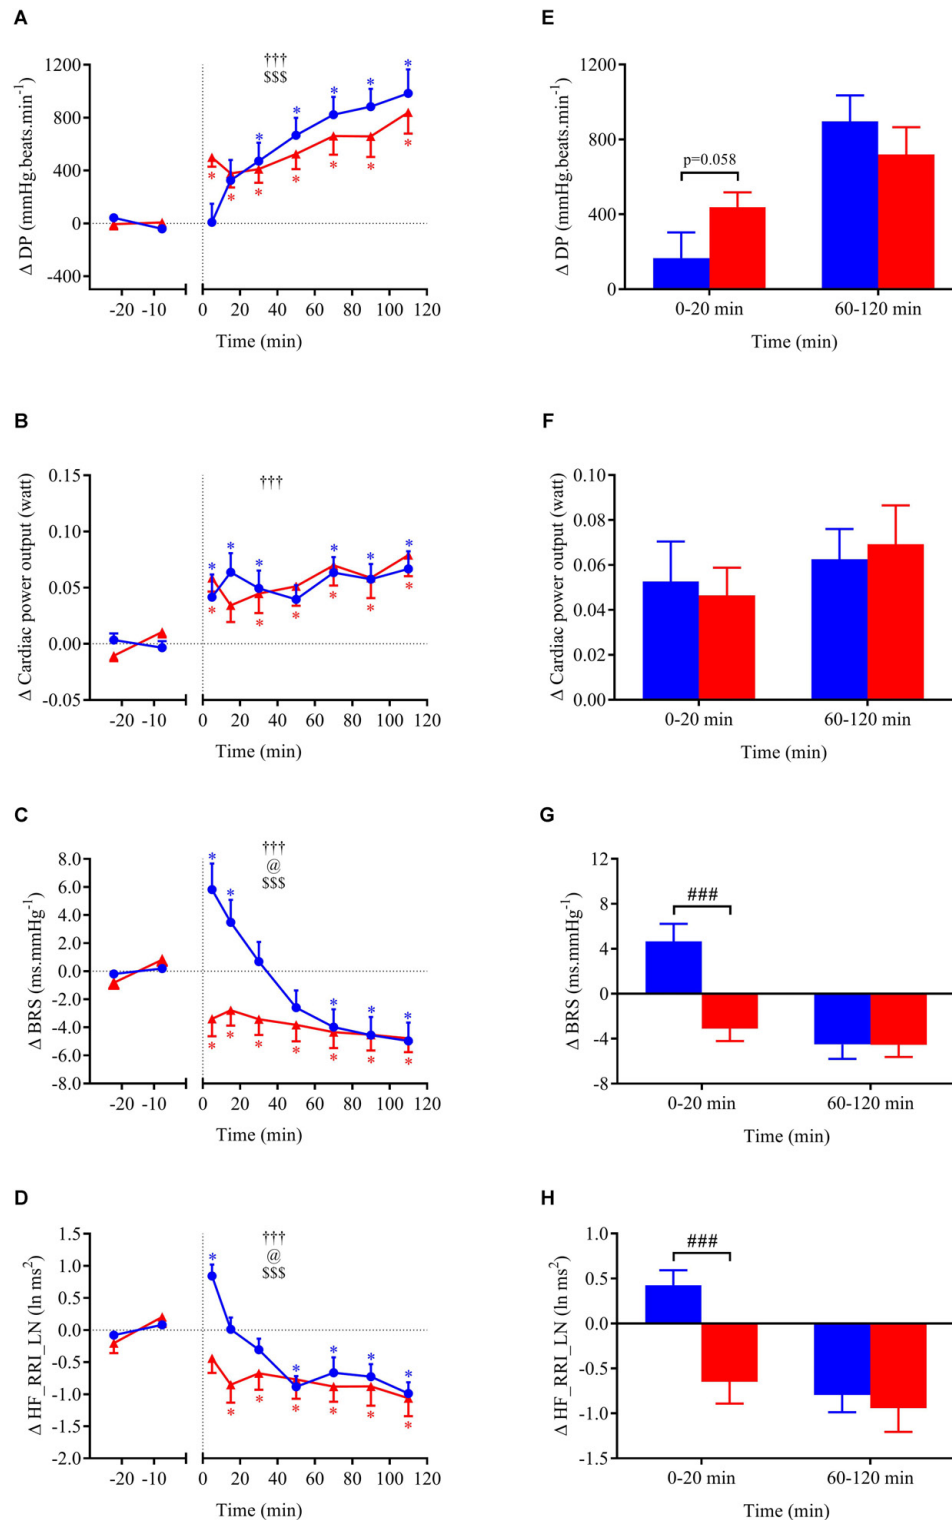 A
†††
$$$
Δ DP (mmHg.beats.min-1)
1200
800
400
0
-400
* * * * * *
* * * * * * *
-20 -10 0 20 40 60 80 100 120
Time (min)
E
Δ DP (mmHg.beats.min-1)
1200
800
400
0
p=0.058
0-20 min 60-120 min
Time (min)
B
†††
Δ Cardiac power output (watt)
0.15
0.10
0.05
0.00
-0.05
* * * * * *
* * * * * *
-20 -10 0 20 40 60 80 100 120
Time (min)
F
Δ Cardiac power output (watt)
0.10
0.08
0.06
0.04
0.02
0.00
0-20 min 60-120 min
Time (min)
C
†††
@
$$$
Δ BRS (ms.mmHg-1)
8.0
6.0
4.0
2.0
0.0
-2.0
-4.0
-6.0
-8.0
* * * * *
* * * * * * *
-20 -10 0 20 40 60 80 100 120
Time (min)
G
Δ BRS (ms.mmHg-1)
12
8
4
0
-4
-8
###
0-20 min 60-120 min
Time (min)
D
†††
@
$$$
Δ HF_RRI_LN (ln ms2)
1.5
1.0
0.5
0.0
-0.5
-1.0
-1.5
-2.0
* * * * *
* * * * * *
-20 -10 0 20 40 60 80 100 120
Time (min)
H
Δ HF_RRI_LN (ln ms2)
1.0
0.5
0.0
-0.5
-1.0
-1.5
###
0-20 min 60-120 min
Time (min)